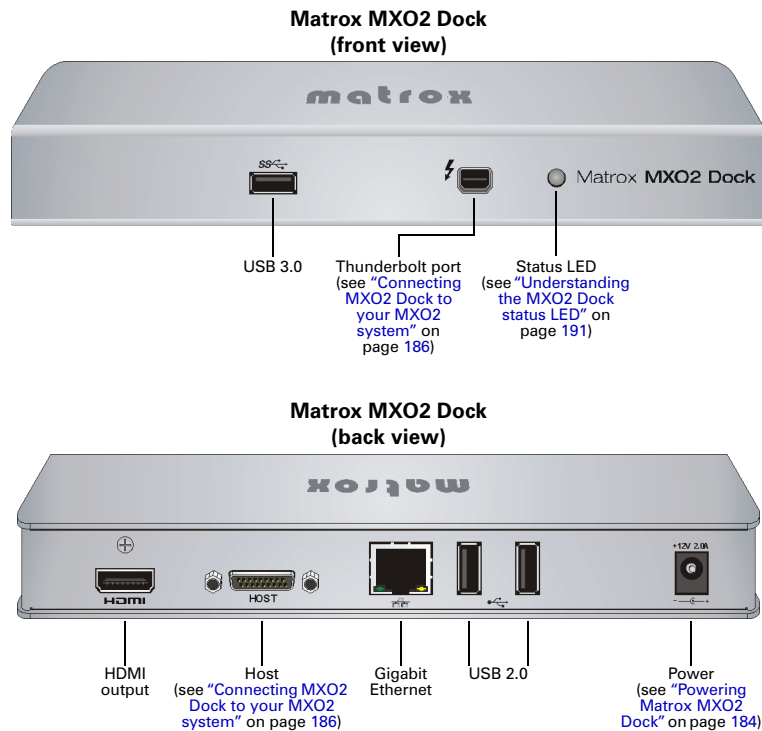 Matrox MXO2 Dock
(front view)
matrox
SS
Matrox MXO2 Dock
USB 3.0
Thunderbolt port
(see "Connecting
MXO2 Dock to
your MXO2
system" on
page 186)
Status LED
(see "Understanding
the MXO2 Dock
status LED" on
page 191)
Matrox MXO2 Dock
(back view)
matrox
HDMI
HOST
+12V 2.0A
- +
HDMI
output
Host
(see "Connecting MXO2
Dock to your MXO2
system" on page 186)
Gigabit
Ethernet
USB 2.0
Power
(see "Powering
Matrox MXO2
Dock" on page 184)